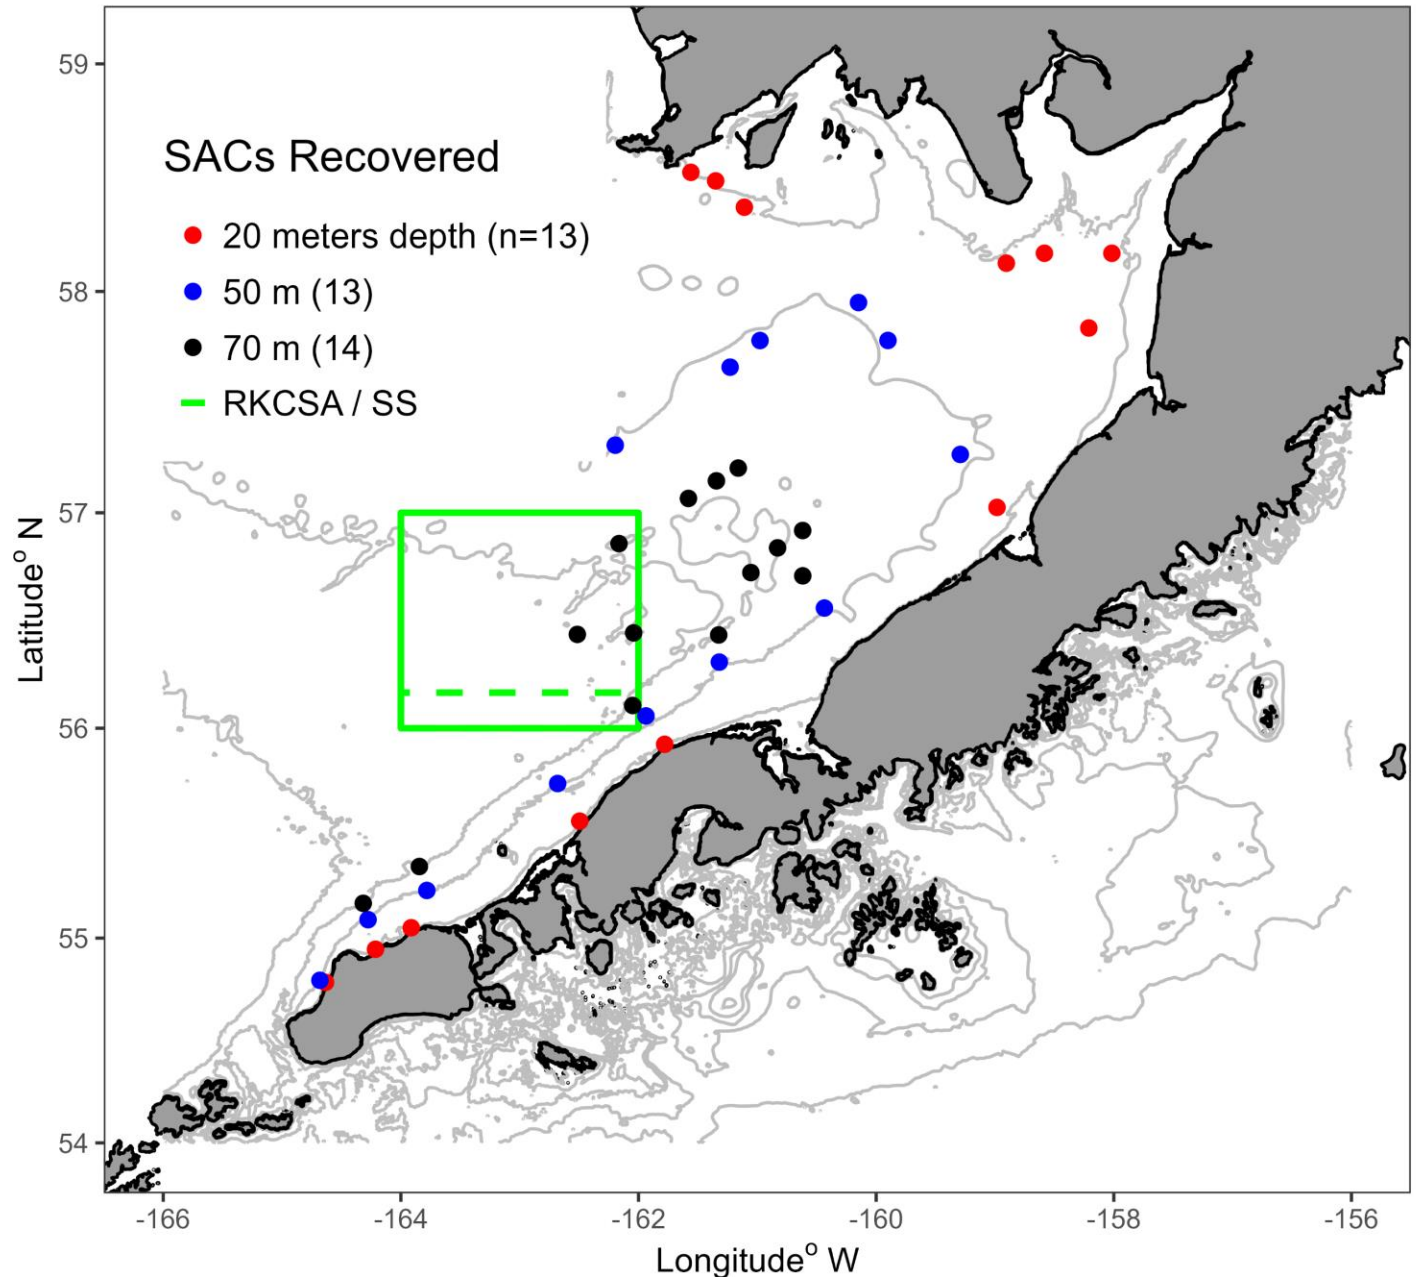 SACs Recovered
20 meters depth (n=13)
50 m (13)
70 m (14)
RKCSA / SS
59
58
57
56
55
54
Latitude° N
-166
-164
-162
-160
-158
-156
Longitude° W